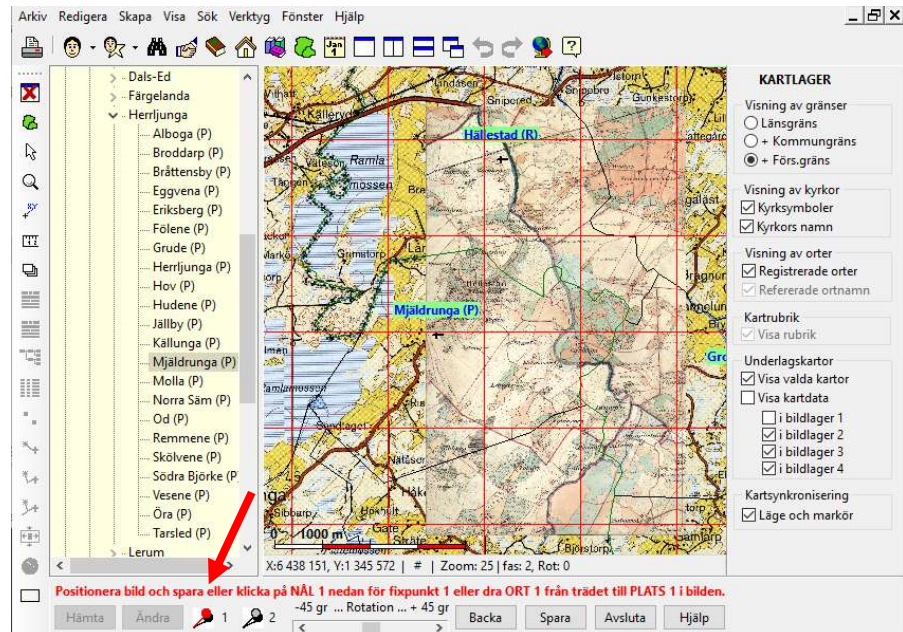 Arkiv Redigera Skapa Visa Sök Verktyg Fönster Hjälp
Jan
1
Dals-Ed
Färgelanda
Herrljunga
Alboga (P)
Broddarp (P)
Bråttensby (P)
Eggvena (P)
Eriksberg (P)
Fölene (P)
Grude (P)
Herrljunga (P)
Hov (P)
Hudene (P)
Jällby (P)
Källunga (P)
Mjäldrunga (P)
Molla (P)
Norra Säm (P)
Od (P)
Remmene (P)
Skölvene (P)
Södra Björke (P
Vesene (P)
Öra (P)
Tarsled (P)
Lerum
Snipered
Hällestad (R)
Ramla
mossen
Grimstorp
Mjäldrunga (P)
Björstorp
0 1000 m
X:6 438 151, Y:1 345 572 | # | Zoom: 25 | fas: 2, Rot: 0
KARTLAGER
Visning av gränser
Länsgräns
+ Kommungräns
+ Förs.gräns
Visning av kyrkor
Kyrksymboler
Kyrkors namn
Visning av orter
Registrerade orter
Refererade ortnamn
Kartrubrik
Visa rubrik
Underlagskartor
Visa valda kartor
Visa kartdata
i bildlager 1
i bildlager 2
i bildlager 3
i bildlager 4
Kartsynkronisering
Läge och markör
Positionera bild och spara eller klicka på NÅL 1 nedan för fixpunkt 1 eller dra ORT 1 från trädet till PLATS 1 i bilden.
Hämta Ändra 1 2 -45 gr ... Rotation ... + 45 gr Backa Spara Avsluta Hjälp